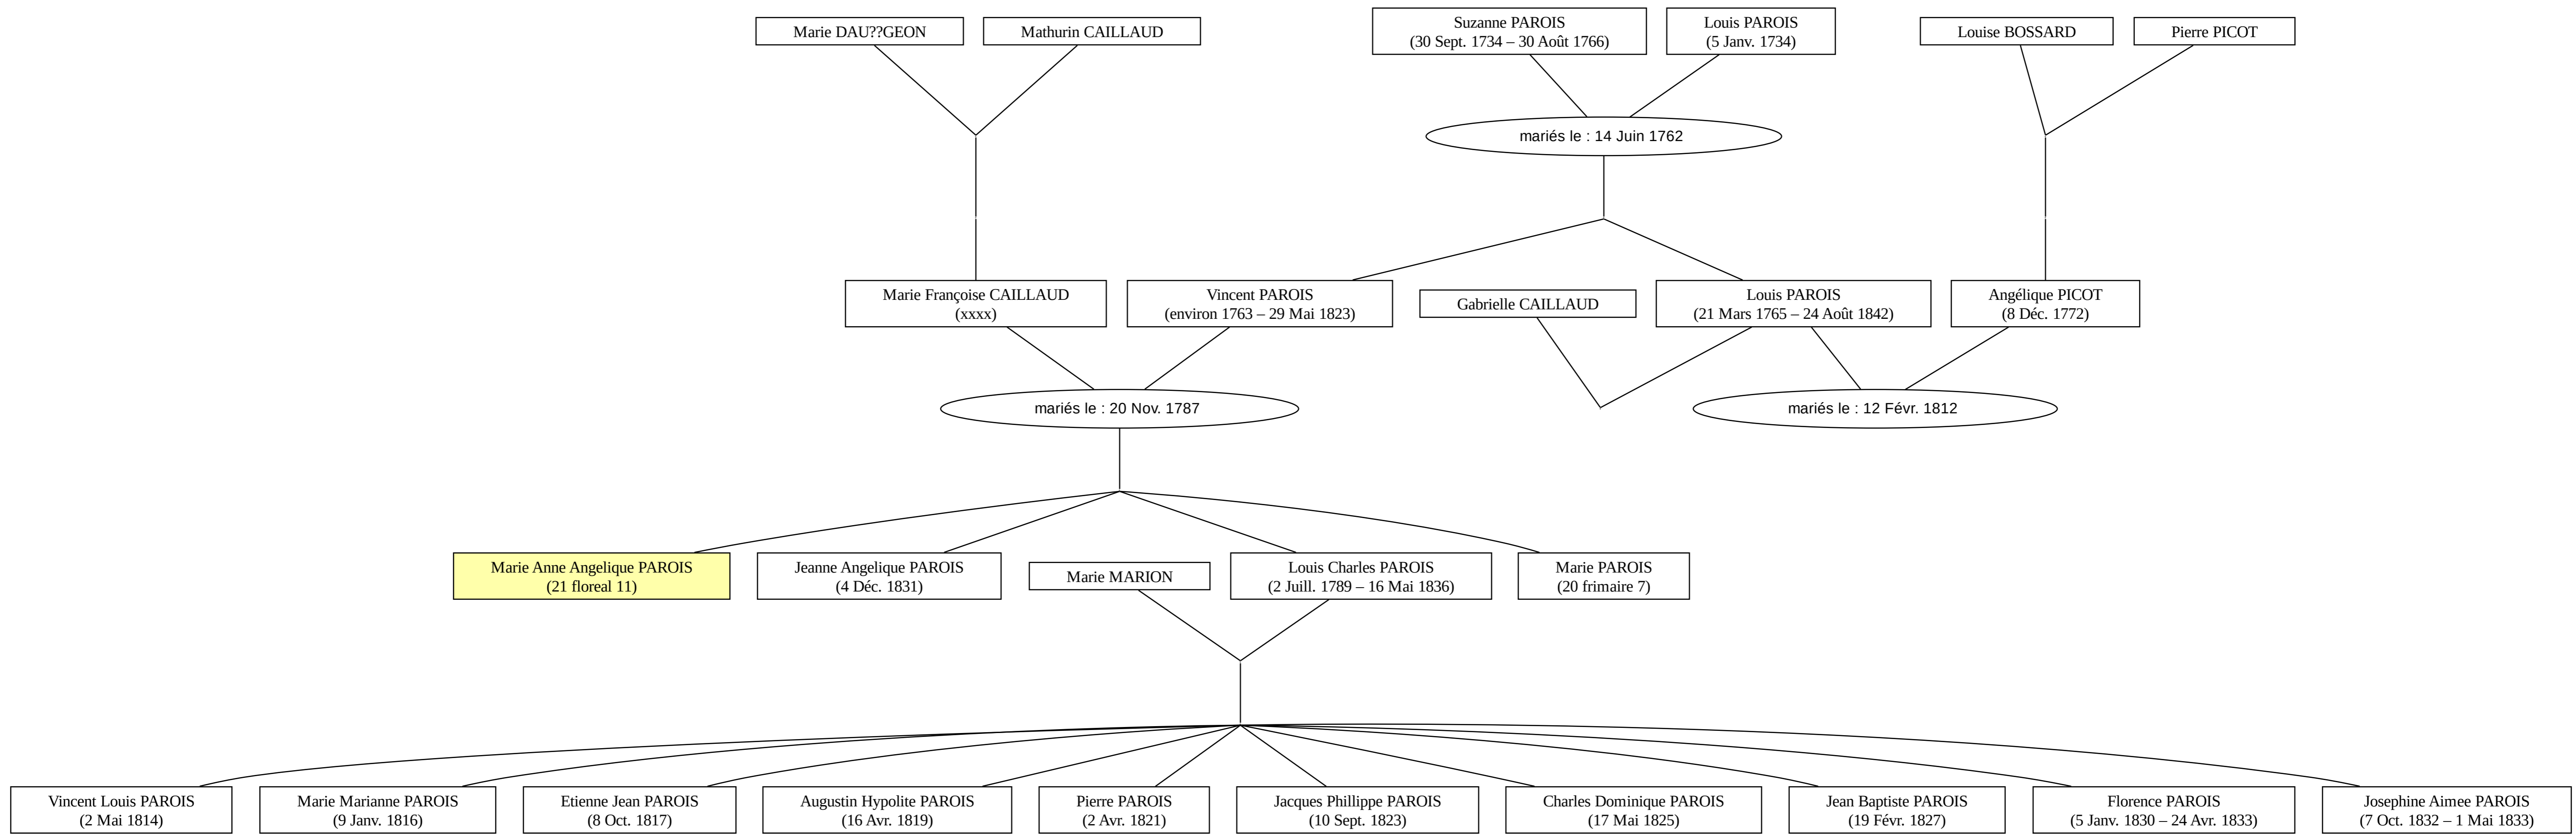 Marie DAU??GEON
Mathurin CAILLAUD
Suzanne PAROIS
(30 Sept. 1734 – 30 Août 1766)
Louis PAROIS
(5 Janv. 1734)
Louise BOSSARD
Pierre PICOT
mariés le : 14 Juin 1762
Marie Françoise CAILLAUD
(xxxx)
Vincent PAROIS
(environ 1763 – 29 Mai 1823)
Gabrielle CAILLAUD
Louis PAROIS
(21 Mars 1765 – 24 Août 1842)
Angélique PICOT
(8 Déc. 1772)
mariés le : 20 Nov. 1787
mariés le : 12 Févr. 1812
Marie Anne Angelique PAROIS
(21 floreal 11)
Jeanne Angelique PAROIS
(4 Déc. 1831)
Marie MARION
Louis Charles PAROIS
(2 Juill. 1789 – 16 Mai 1836)
Marie PAROIS
(20 frimaire 7)
Vincent Louis PAROIS
(2 Mai 1814)
Marie Marianne PAROIS
(9 Janv. 1816)
Etienne Jean PAROIS
(8 Oct. 1817)
Augustin Hypolite PAROIS
(16 Avr. 1819)
Pierre PAROIS
(2 Avr. 1821)
Jacques Phillippe PAROIS
(10 Sept. 1823)
Charles Dominique PAROIS
(17 Mai 1825)
Jean Baptiste PAROIS
(19 Févr. 1827)
Florence PAROIS
(5 Janv. 1830 – 24 Avr. 1833)
Josephine Aimee PAROIS
(7 Oct. 1832 – 1 Mai 1833)